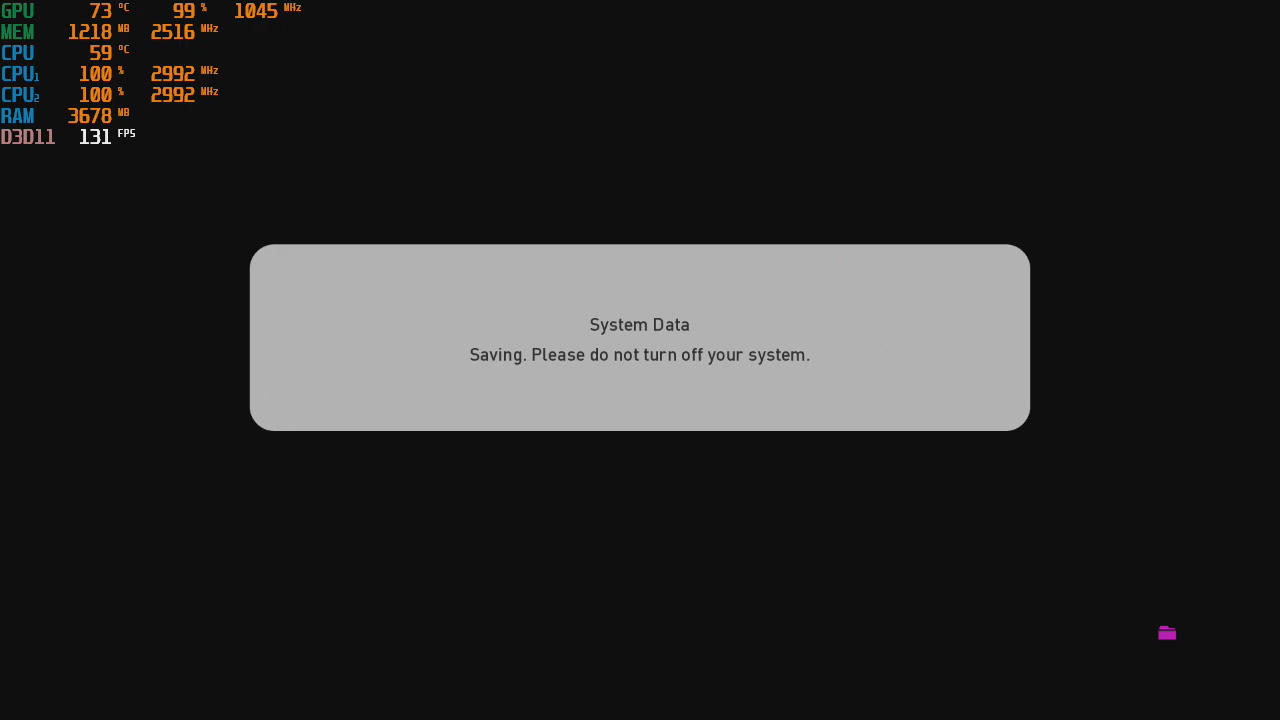 GPU 73 °C 99 % 1045 MHz
MEM 1218 MB 2516 MHz
CPU 59 °C
CPU1 100 % 2992 MHz
CPU2 100 % 2992 MHz
RAM 3678 MB
D3D11 131 FPS
System Data
Saving. Please do not turn off your system.